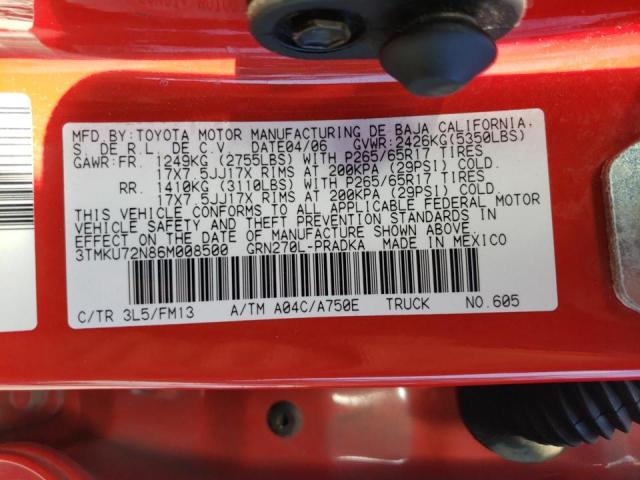 MFD.BY:TOYOTA MOTOR MANUFACTURING DE BAJA CALIFORNIA,
S. DE R.L. DE C.V DATE04/06 GVWR:2426KG(5350LBS)
GAWR:FR. 1249KG (2755LBS) WITH P265/65R17 TIRES
17X7.5JJ17X RIMS AT 200KPA (29PSI) COLD.
RR. 1410KG (3110LBS) WITH P265/65R17 TIRES
17X7.5JJ17X RIMS AT 200KPA (29PSI) COLD.
THIS VEHICLE CONFORMS TO ALL APPLICABLE FEDERAL MOTOR
VEHICLE SAFETY AND THEFT PREVENTION STANDARDS IN
EFFECT ON THE DATE OF MANUFACTURE SHOWN ABOVE.
3TMKU72N86M008500 GRN270L-PRADKA MADE IN MEXICO
C/TR 3L5/FM13 A/TM A04C/A750E TRUCK NO.605